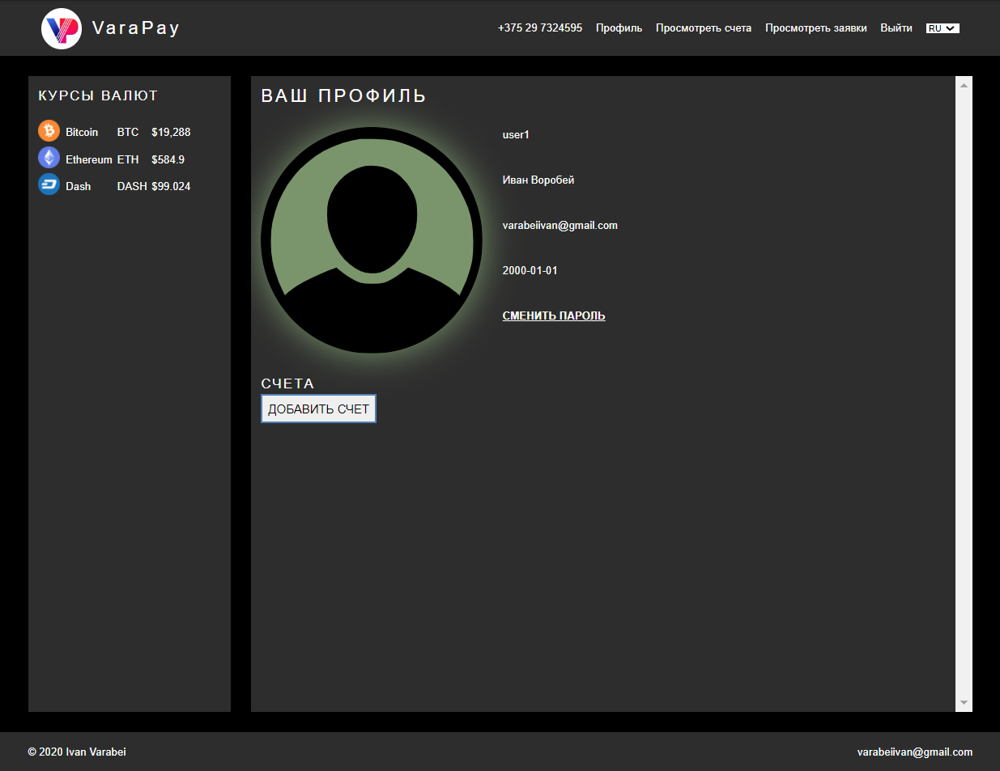 VaraPay
+375 29 7324595 Профиль Просмотреть счета Просмотреть заявки Выйти RU
КУРСЫ ВАЛЮТ
Bitcoin BTC $19,288
Ethereum ETH $584.9
Dash DASH $99.024
ВАШ ПРОФИЛЬ
user1
Иван Воробей
varabeiivan@gmail.com
2000-01-01
СМЕНИТЬ ПАРОЛЬ
СЧЕТА
ДОБАВИТЬ СЧЕТ
© 2020 Ivan Varabei varabeiivan@gmail.com